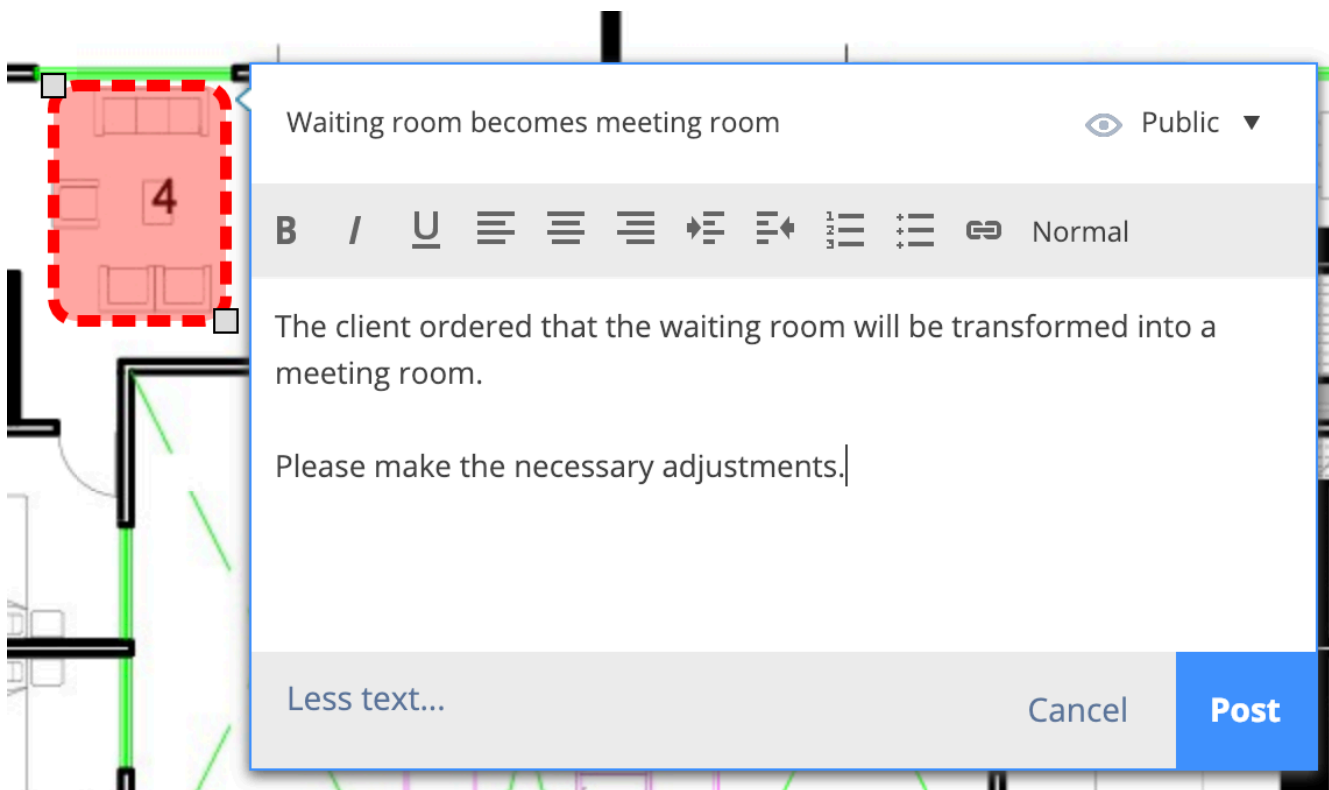 4
Waiting room becomes meeting room
Public ▼
B I U
Normal
The client ordered that the waiting room will be transformed into a
meeting room.
Please make the necessary adjustments.
Less text...
Cancel
Post